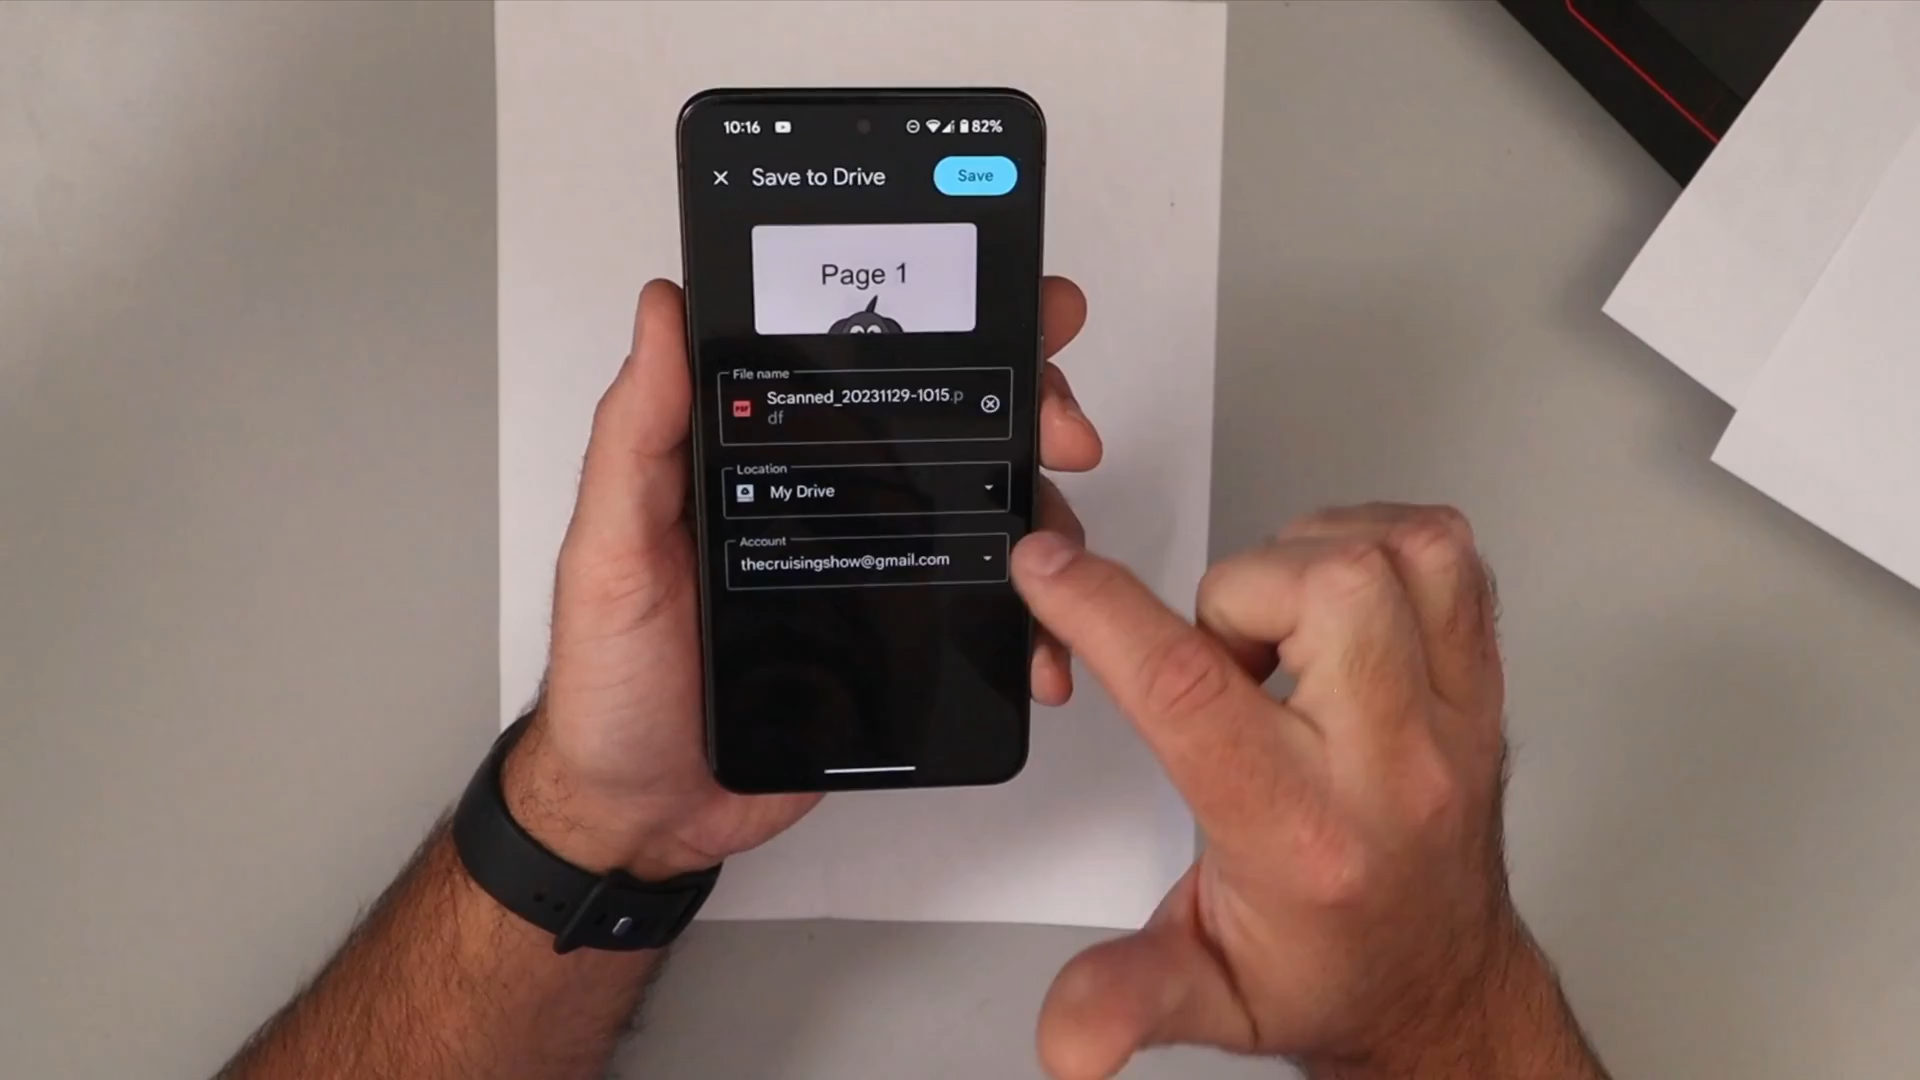 10:16 82%
Save to Drive Save
Page 1
File name
Scanned_20231129-1015.p
df
PDF
Location
My Drive
Account
thecruisingshow@gmail.com